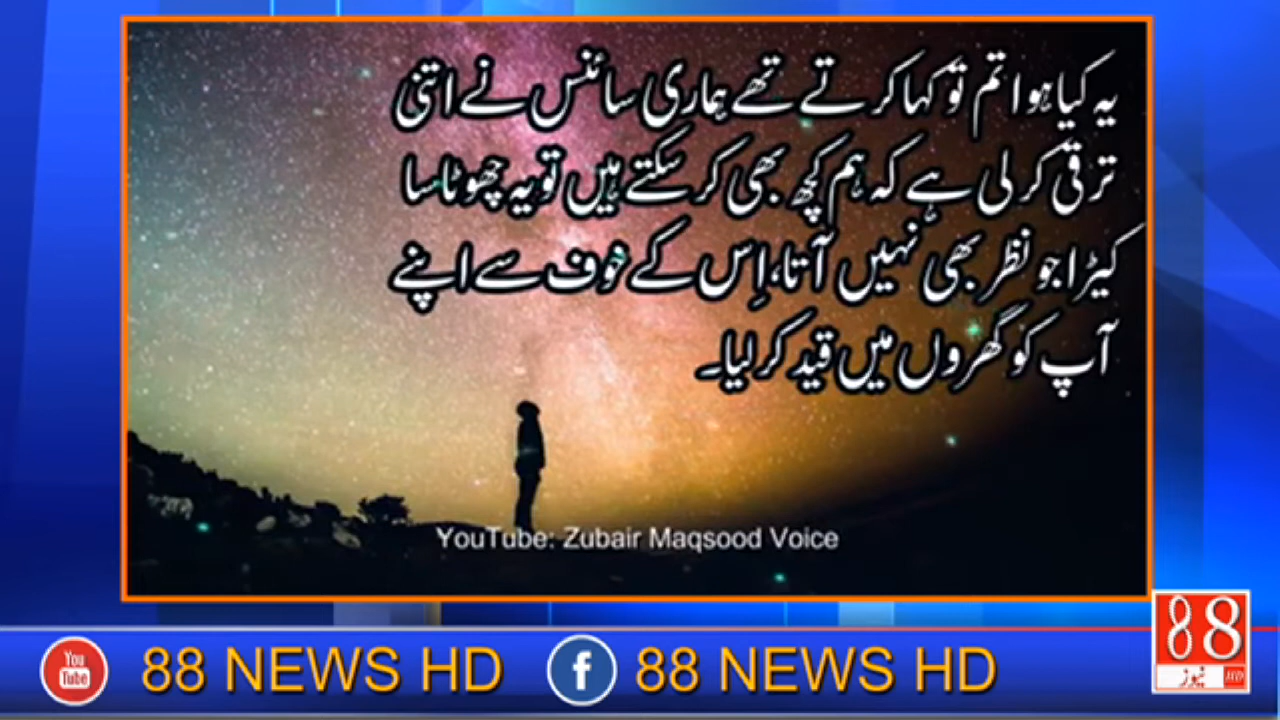 یہ کیا ہوا تم تو کہا کرتے تھے ہماری سائنس نے اتنی
ترقی کر لی ہے کہ ہم کچھ بھی کر سکتے ہیں تو یہ چھوٹا سا
کیڑا جو نظر بھی نہیں آتا، اِس کے خوف سے اپنے
آپ کو گھروں میں قید کر لیا۔
YouTube: Zubair Maqsood Voice
88
نیوز HD
You Tube 88 NEWS HD f 88 NEWS HD